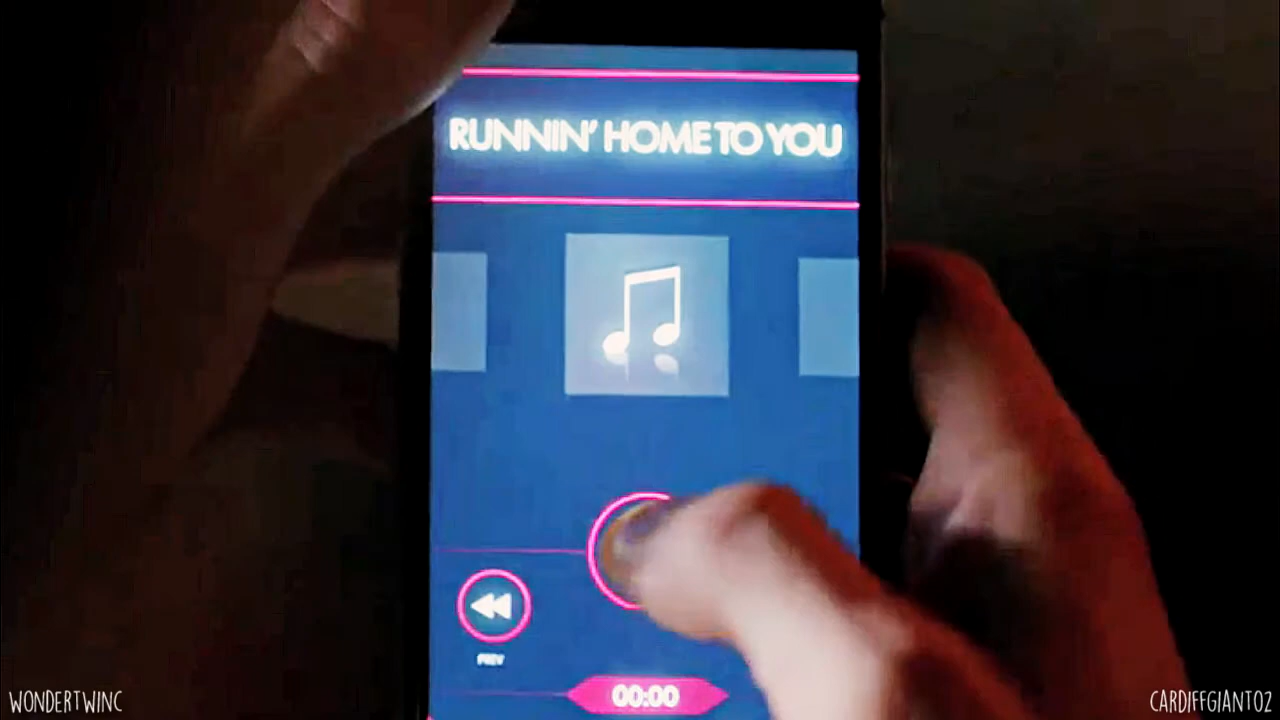 RUNNIN' HOME TO YOU
PREV
00:00
WONDERTWINC
CARDIFFGIANT02